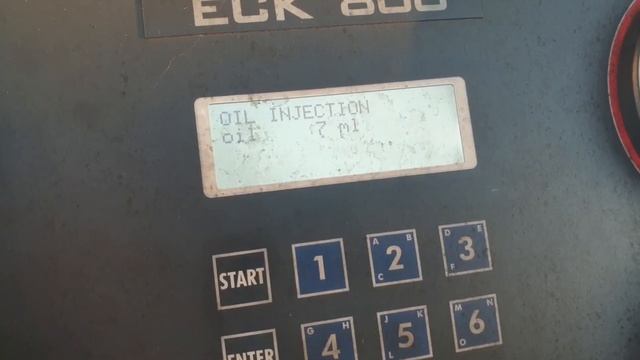 ECK 800
OIL INJECTION
oil 7 ml
START 1 A B 2 C D E 3 F
ENTER G H 4 J K 5 L M N 6 O